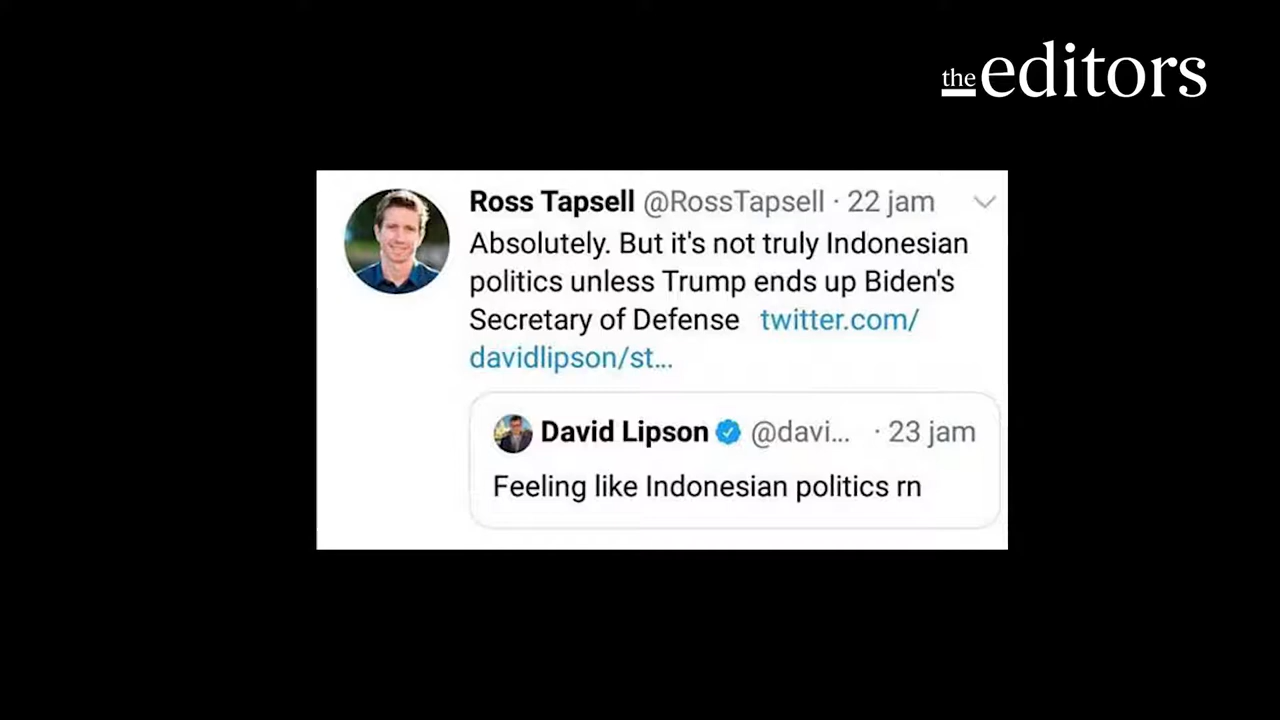 the editors
Ross Tapsell @RossTapsell · 22 jam
Absolutely. But it's not truly Indonesian
politics unless Trump ends up Biden's
Secretary of Defense twitter.com/
davidlipson/st...
David Lipson @davi... · 23 jam
Feeling like Indonesian politics rn